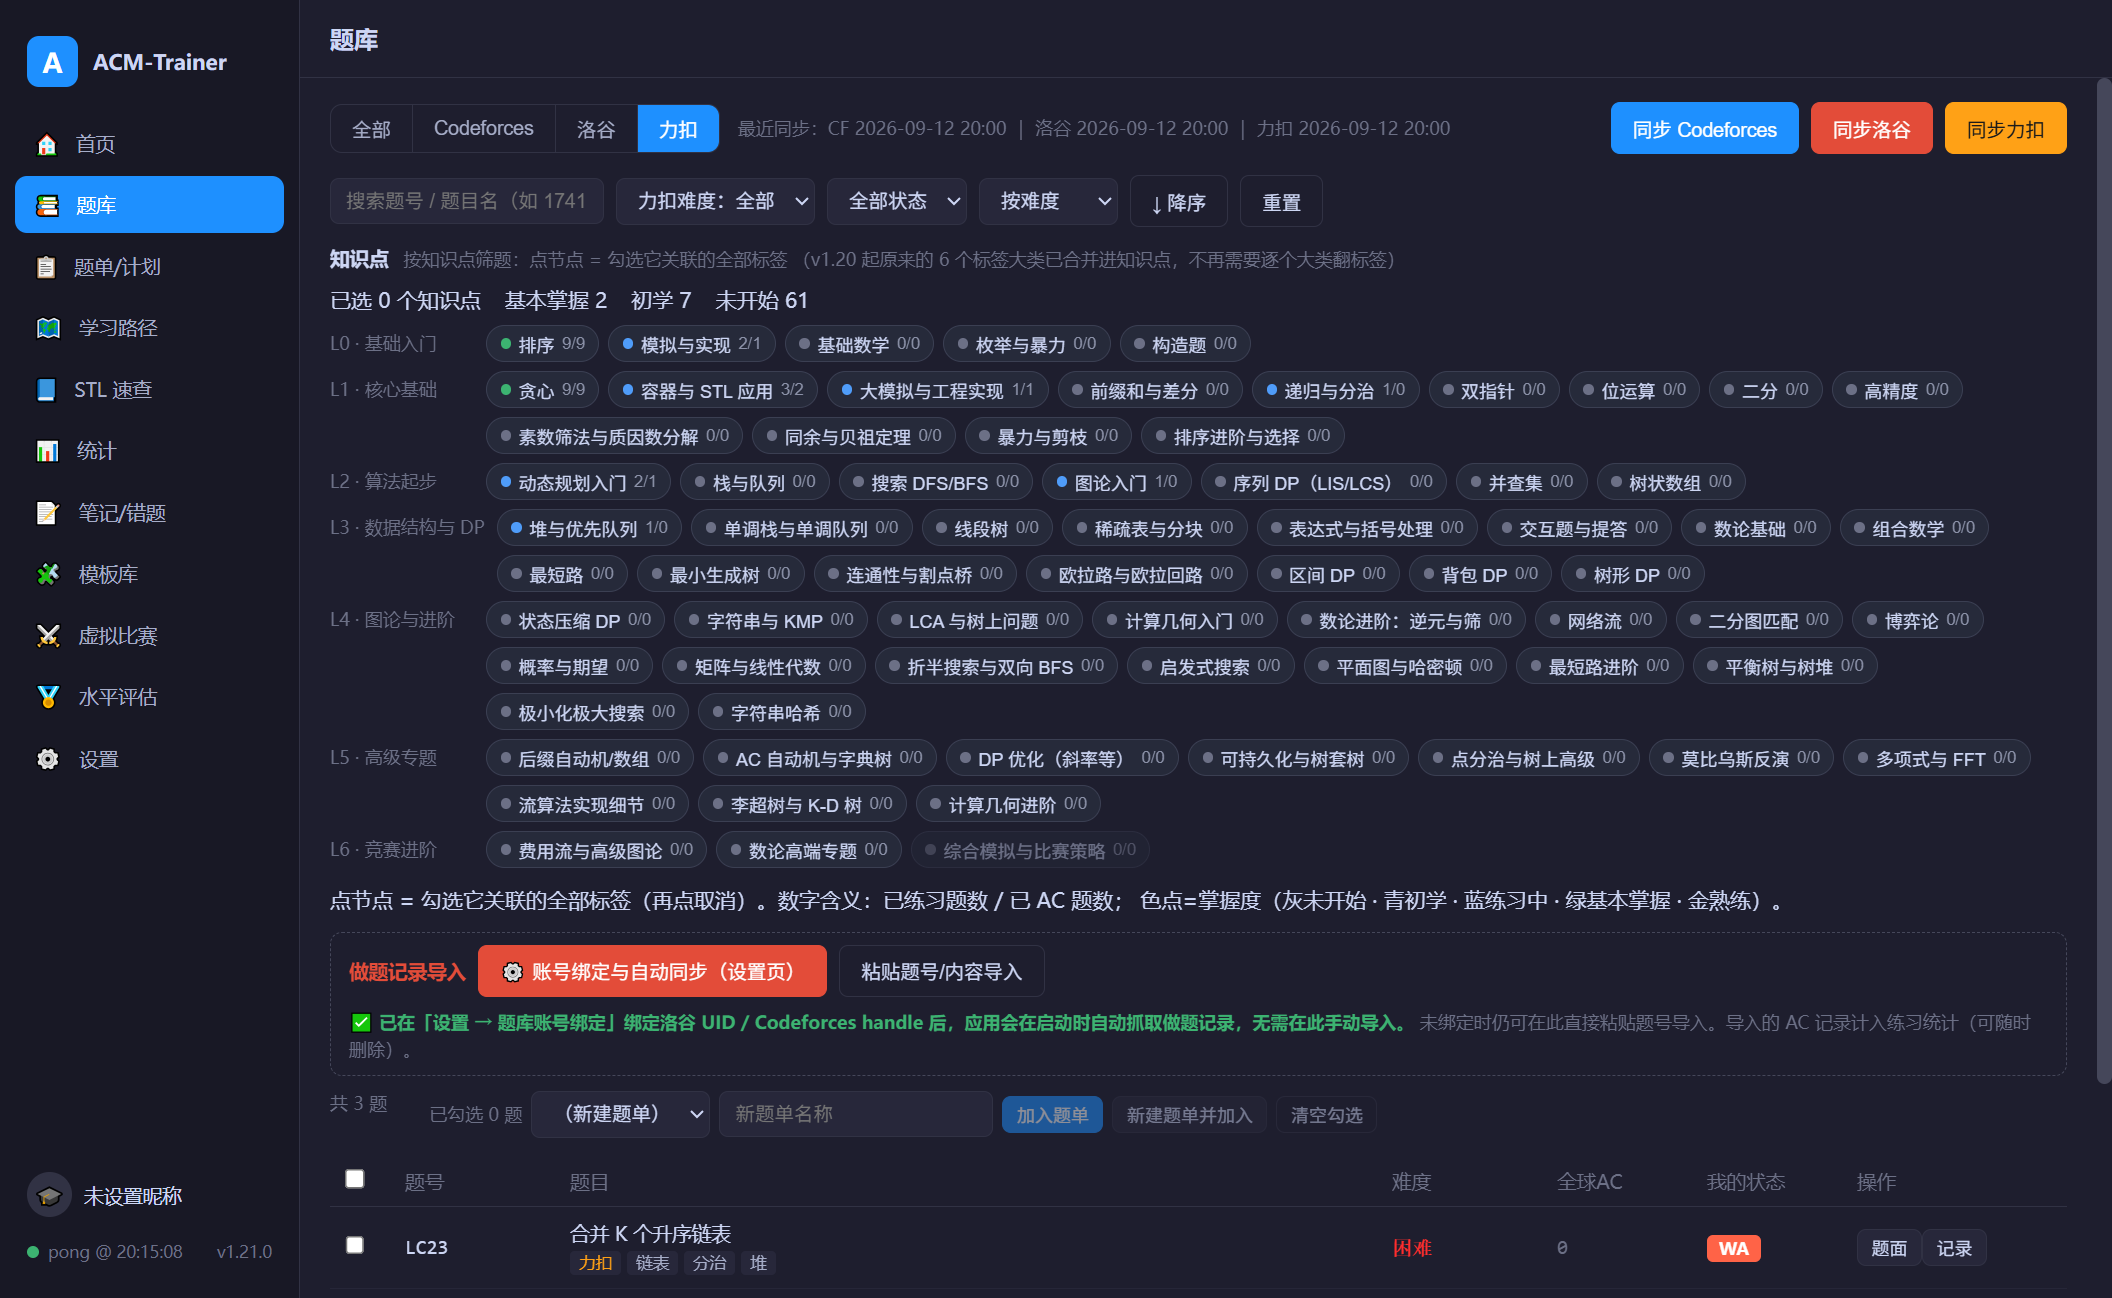 A ACM-Trainer
首页
题库
题单/计划
学习路径
STL 速查
统计
笔记/错题
模板库
虚拟比赛
水平评估
设置
未设置昵称
pong @ 20:15:08 v1.21.0
题库
全部 Codeforces 洛谷 力扣 最近同步：CF 2026-09-12 20:00 | 洛谷 2026-09-12 20:00 | 力扣 2026-09-12 20:00 同步 Codeforces 同步洛谷 同步力扣
搜索题号 / 题目名（如 1741 力扣难度：全部 全部状态 按难度 ↓降序 重置
知识点 按知识点筛题：点节点 = 勾选它关联的全部标签 （v1.20 起原来的 6 个标签大类已合并进知识点，不再需要逐个大类翻标签）
已选 0 个知识点 基本掌握 2 初学 7 未开始 61
L0 · 基础入门 排序 9/9 模拟与实现 2/1 基础数学 0/0 枚举与暴力 0/0 构造题 0/0
L1 · 核心基础 贪心 9/9 容器与 STL 应用 3/2 大模拟与工程实现 1/1 前缀和与差分 0/0 递归与分治 1/0 双指针 0/0 位运算 0/0 二分 0/0 高精度 0/0
素数筛法与质因数分解 0/0 同余与贝祖定理 0/0 暴力与剪枝 0/0 排序进阶与选择 0/0
L2 · 算法起步 动态规划入门 2/1 栈与队列 0/0 搜索 DFS/BFS 0/0 图论入门 1/0 序列 DP（LIS/LCS） 0/0 并查集 0/0 树状数组 0/0
L3 · 数据结构与 DP 堆与优先队列 1/0 单调栈与单调队列 0/0 线段树 0/0 稀疏表与分块 0/0 表达式与括号处理 0/0 交互题与提答 0/0 数论基础 0/0 组合数学 0/0
最短路 0/0 最小生成树 0/0 连通性与割点桥 0/0 欧拉路与欧拉回路 0/0 区间 DP 0/0 背包 DP 0/0 树形 DP 0/0
L4 · 图论与进阶 状态压缩 DP 0/0 字符串与 KMP 0/0 LCA 与树上问题 0/0 计算几何入门 0/0 数论进阶：逆元与筛 0/0 网络流 0/0 二分图匹配 0/0 博弈论 0/0
概率与期望 0/0 矩阵与线性代数 0/0 折半搜索与双向 BFS 0/0 启发式搜索 0/0 平面图与哈密顿 0/0 最短路进阶 0/0 平衡树与树堆 0/0
极小化极大搜索 0/0 字符串哈希 0/0
L5 · 高级专题 后缀自动机/数组 0/0 AC 自动机与字典树 0/0 DP 优化（斜率等） 0/0 可持久化与树套树 0/0 点分治与树上高级 0/0 莫比乌斯反演 0/0 多项式与 FFT 0/0
流算法实现细节 0/0 李超树与 K-D 树 0/0 计算几何进阶 0/0
L6 · 竞赛进阶 费用流与高级图论 0/0 数论高端专题 0/0 综合模拟与比赛策略 0/0
点节点 = 勾选它关联的全部标签（再点取消）。数字含义：已练习题数 / 已 AC 题数； 色点=掌握度（灰未开始 · 青初学 · 蓝练习中 · 绿基本掌握 · 金熟练）。
做题记录导入 账号绑定与自动同步（设置页） 粘贴题号/内容导入
已在「设置 → 题库账号绑定」绑定洛谷 UID / Codeforces handle 后，应用会在启动时自动抓取做题记录，无需在此手动导入。 未绑定时仍可在此直接粘贴题号导入。导入的 AC 记录计入练习统计（可随时
删除）。
共 3 题 已勾选 0 题 （新建题单） 新题单名称 加入题单 新建题单并加入 清空勾选
题号 题目 难度 全球AC 我的状态 操作
LC23 合并 K 个升序链表 困难 0 WA 题面 记录
力扣 链表 分治 堆